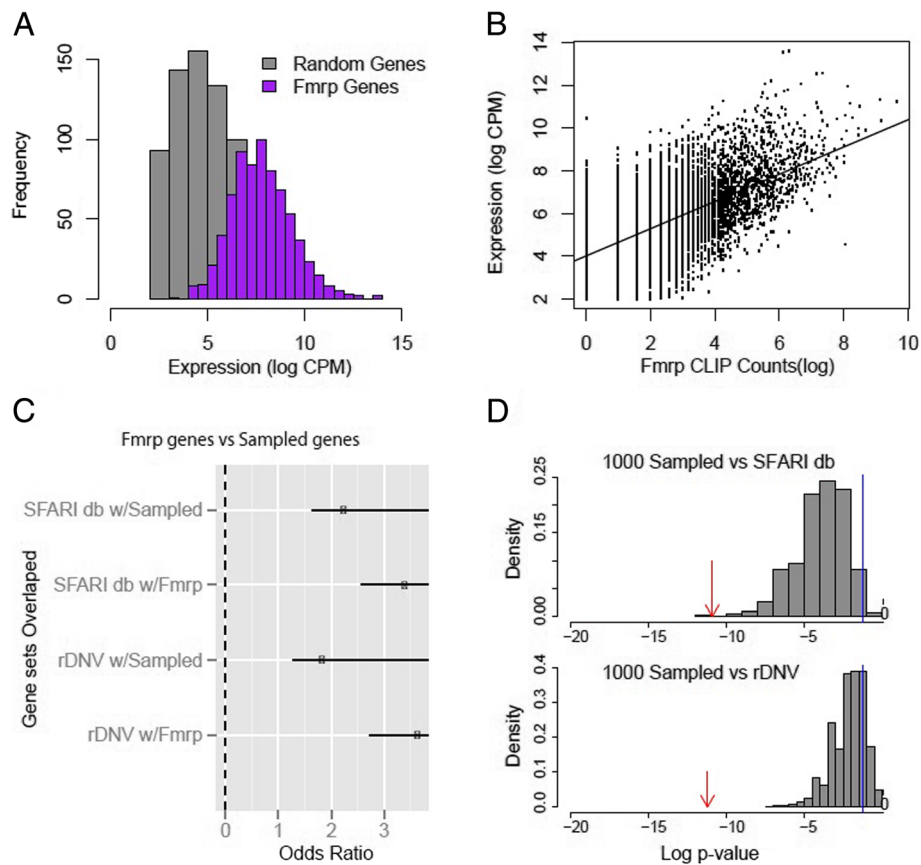 A
150
100
50
0
Frequency
Random Genes
Fmrp Genes
0 5 10 15
Expression (log CPM)
B
14
12
10
8
6
4
2
Expression (log CPM)
0 2 4 6 8 10
Fmrp CLIP Counts(log)
C
Fmrp genes vs Sampled genes
Gene sets Overlaped
SFARI db w/Sampled
SFARI db w/Fmrp
rDNV w/Sampled
rDNV w/Fmrp
0 1 2 3
Odds Ratio
D
1000 Sampled vs SFARI db
Density
0.25
0.15
0.00
−20 −15 −10 −5 0
1000 Sampled vs rDNV
Density
0.4
0.3
0.2
0.1
0.0
−20 −15 −10 −5 0
Log p-value